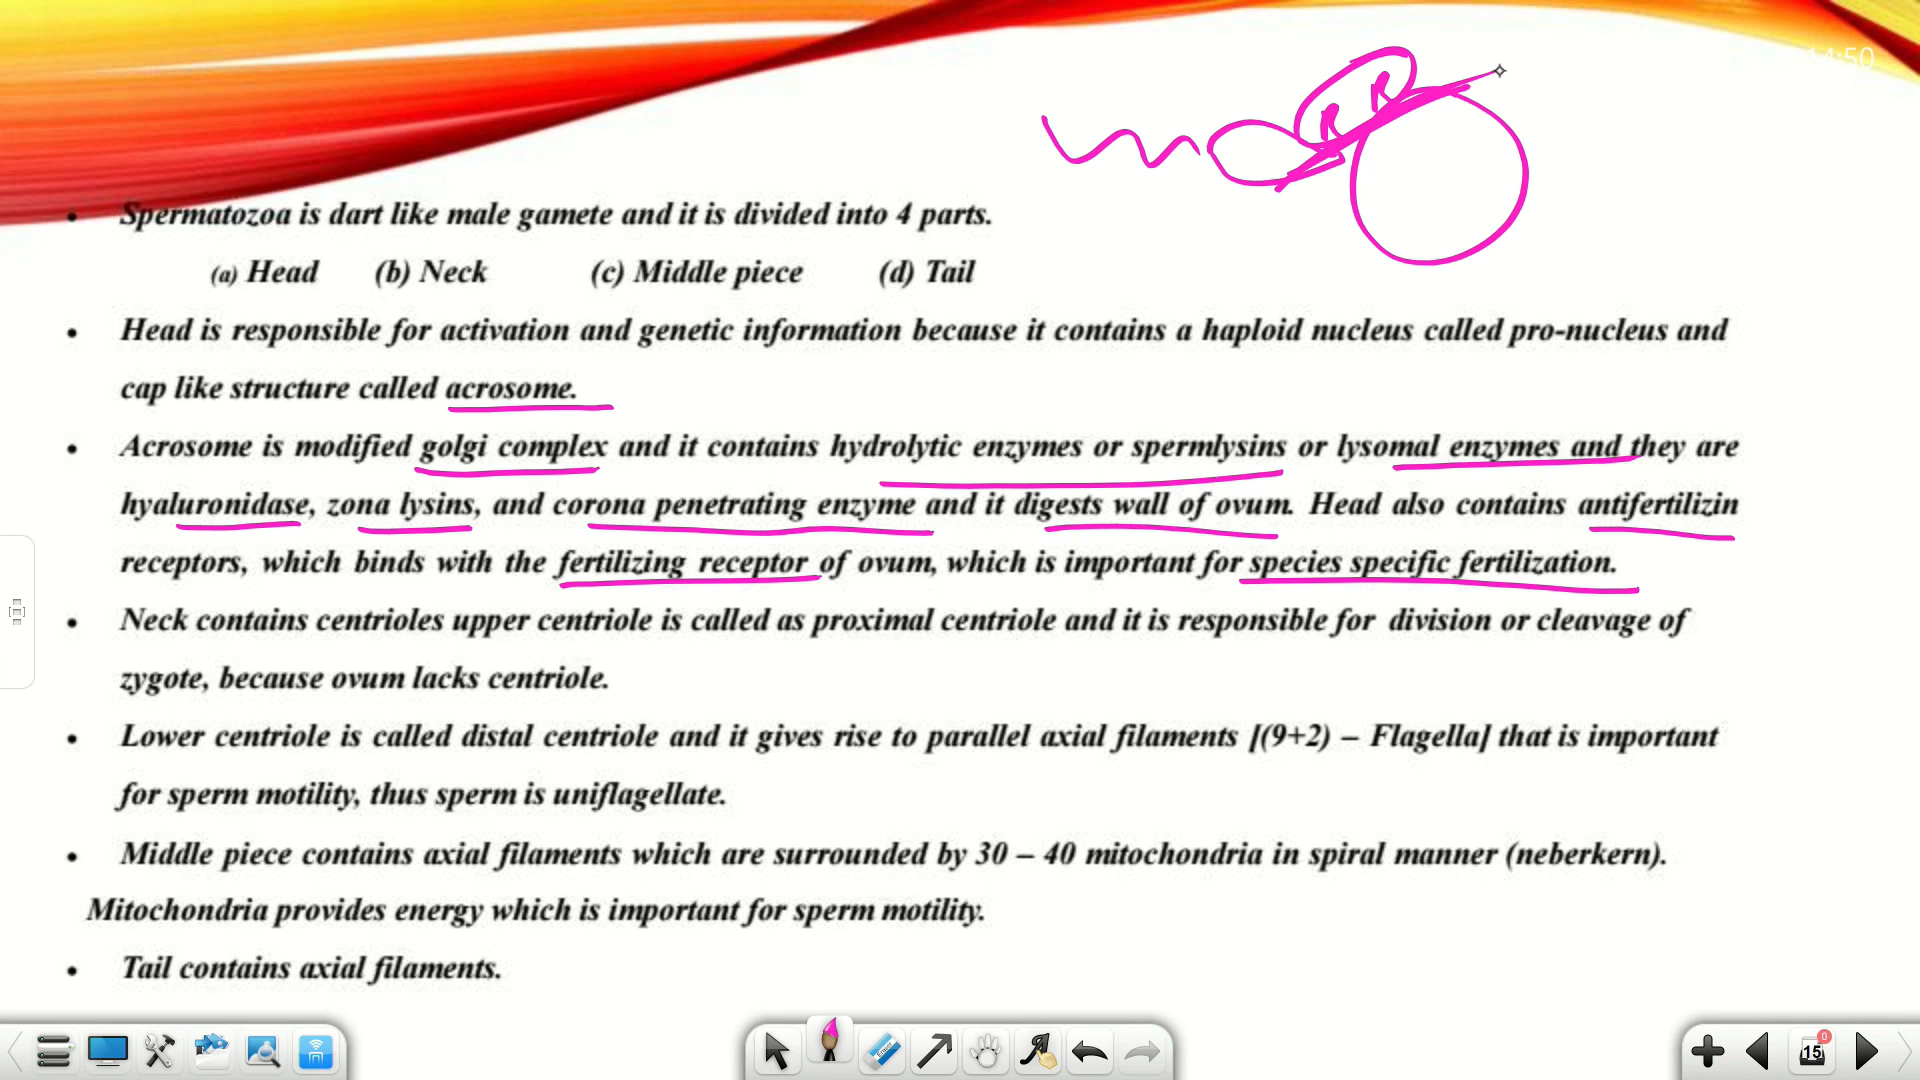 14:50
R R
• Spermatozoa is dart like male gamete and it is divided into 4 parts.
(a) Head (b) Neck (c) Middle piece (d) Tail
• Head is responsible for activation and genetic information because it contains a haploid nucleus called pro-nucleus and
cap like structure called acrosome.
• Acrosome is modified golgi complex and it contains hydrolytic enzymes or spermlysins or lysomal enzymes and they are
hyaluronidase, zona lysins, and corona penetrating enzyme and it digests wall of ovum. Head also contains antifertilizin
receptors, which binds with the fertilizing receptor of ovum, which is important for species specific fertilization.
• Neck contains centrioles upper centriole is called as proximal centriole and it is responsible for division or cleavage of
zygote, because ovum lacks centriole.
• Lower centriole is called distal centriole and it gives rise to parallel axial filaments [(9+2) – Flagella] that is important
for sperm motility, thus sperm is uniflagellate.
• Middle piece contains axial filaments which are surrounded by 30 – 40 mitochondria in spiral manner (neberkern).
Mitochondria provides energy which is important for sperm motility.
• Tail contains axial filaments.
15
0